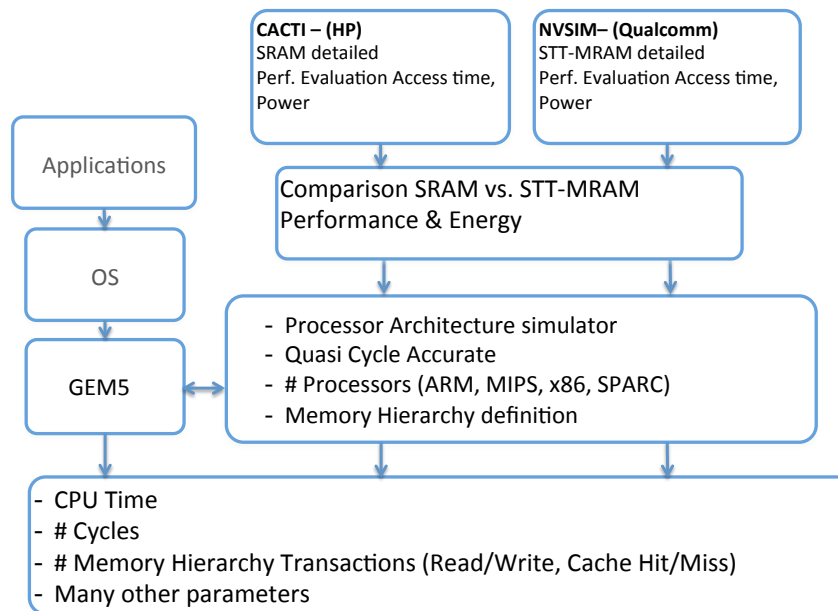 CACTI – (HP)
SRAM detailed
Perf. Evaluation Access time,
Power
NVSIM– (Qualcomm)
STT-MRAM detailed
Perf. Evaluation Access time,
Power
Applications
Comparison SRAM vs. STT-MRAM
Performance & Energy
OS
- Processor Architecture simulator
- Quasi Cycle Accurate
- # Processors (ARM, MIPS, x86, SPARC)
- Memory Hierarchy definition
GEM5
- CPU Time
- # Cycles
- # Memory Hierarchy Transactions (Read/Write, Cache Hit/Miss)
- Many other parameters